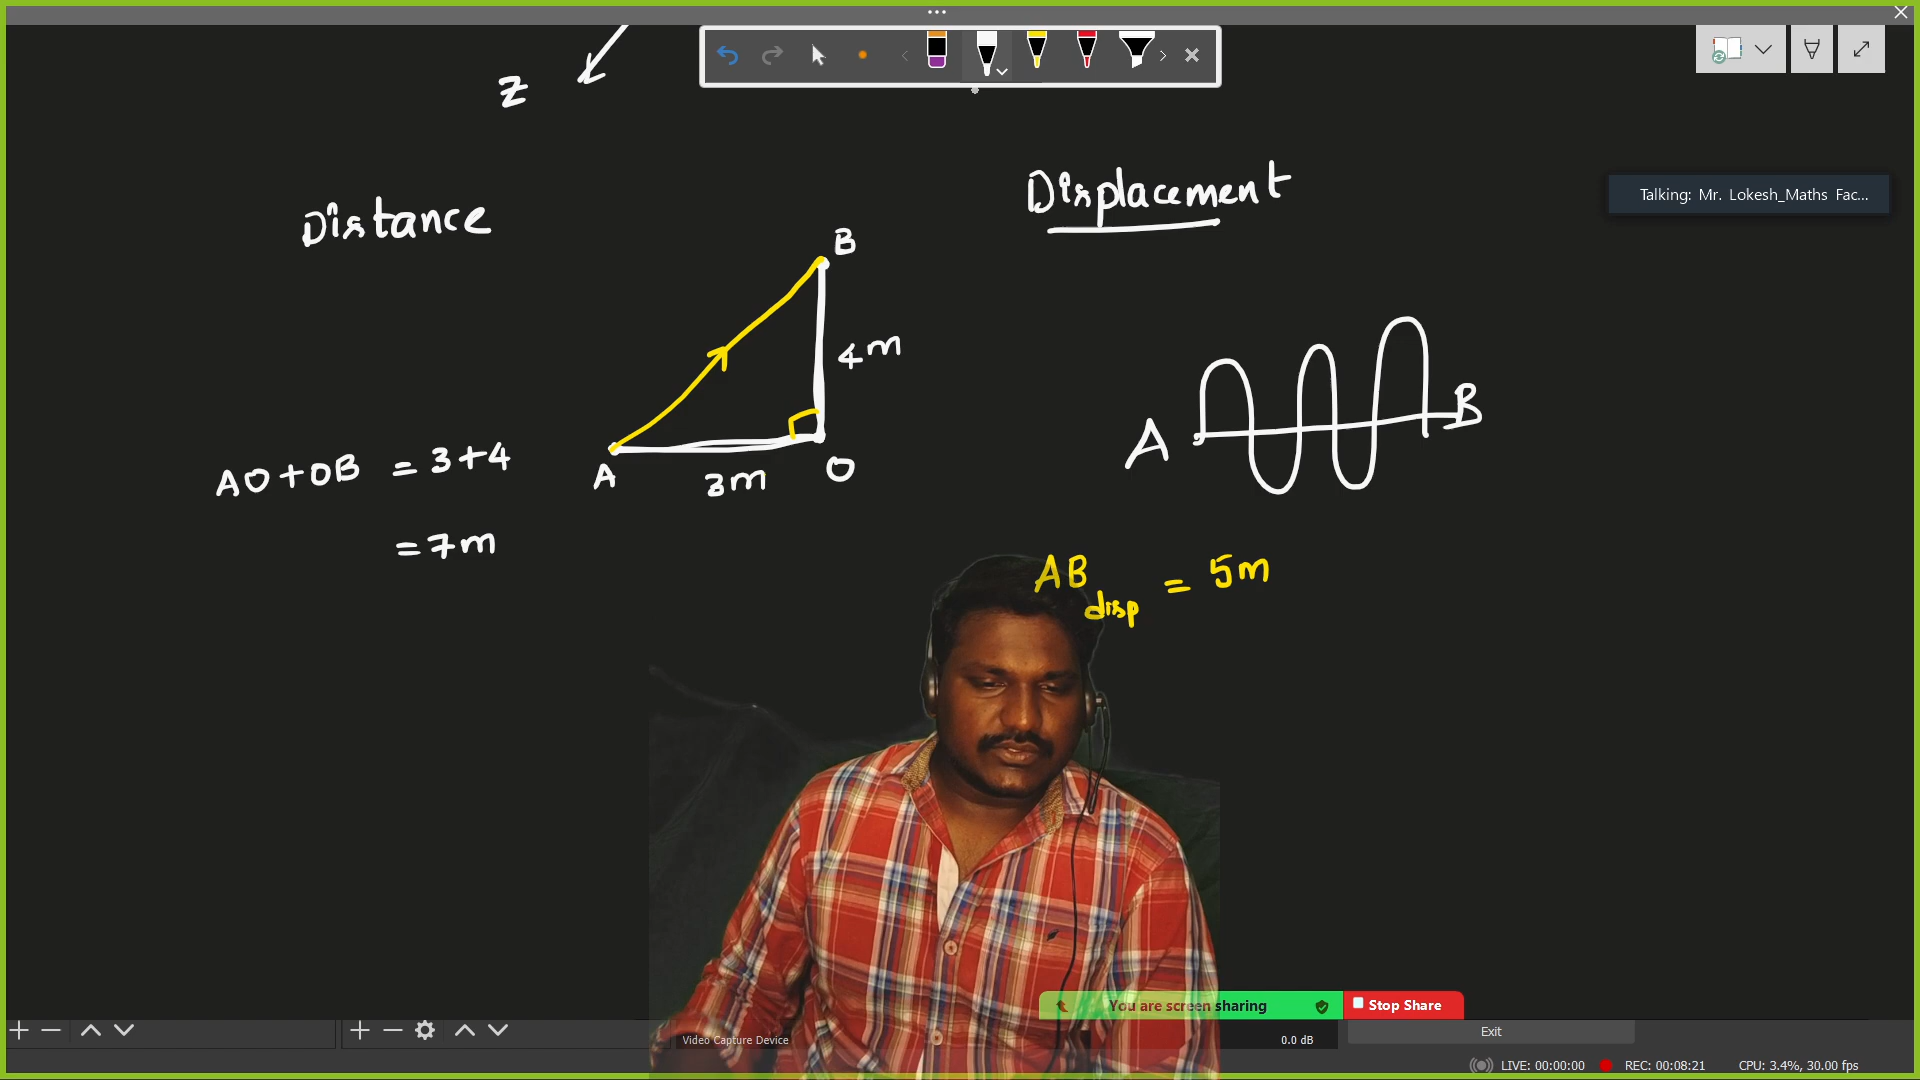 Z
Talking: Mr. Lokesh_Maths Fac...
Distance
Displacement
B
4m
A
B
AO+OB = 3+4
A
3m
O
=7m
AB disp = 5m
You are screen sharing
Stop Share
Exit
Video Capture Device
0.0 dB
LIVE: 00:00:00
REC: 00:08:21
CPU: 3.4%, 30.00 fps